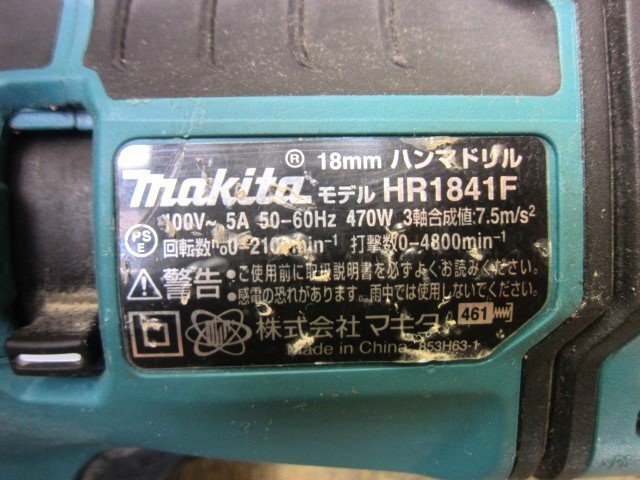 ® 18mm ハンマドリル
makita モデル HR1841F
100V~ 5A 50-60Hz 470W 3軸合成値:7.5m/s²
PSE 回転数 打撃数0-4800min⁻¹
警告 ・ご使用前に取扱説明書を必ずよくお読みください。
・感電の恐れがあります。雨中では使用しないでください。
株式会社 マキタ 461
Made in China 853H63-1